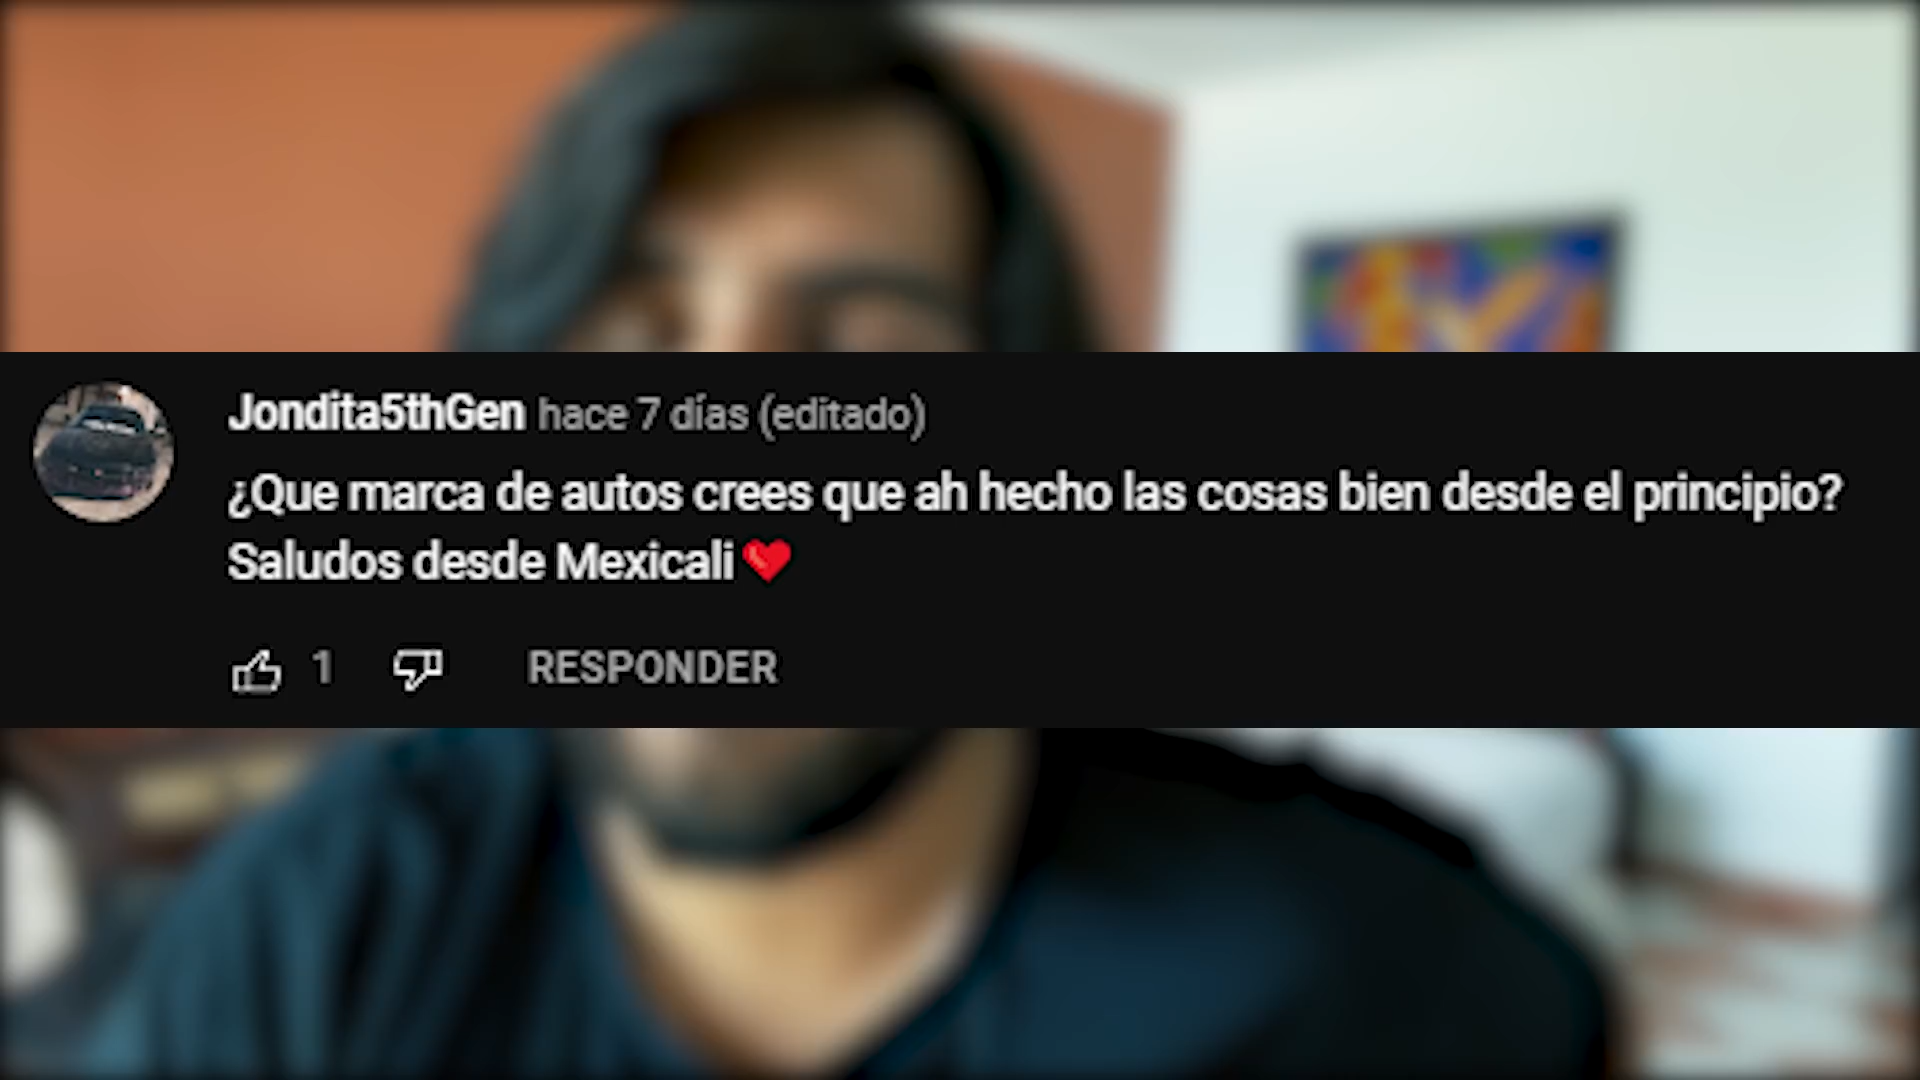 Jondita5thGen hace 7 días (editado)
¿Que marca de autos crees que ah hecho las cosas bien desde el principio?
Saludos desde Mexicali❤️
1 RESPONDER